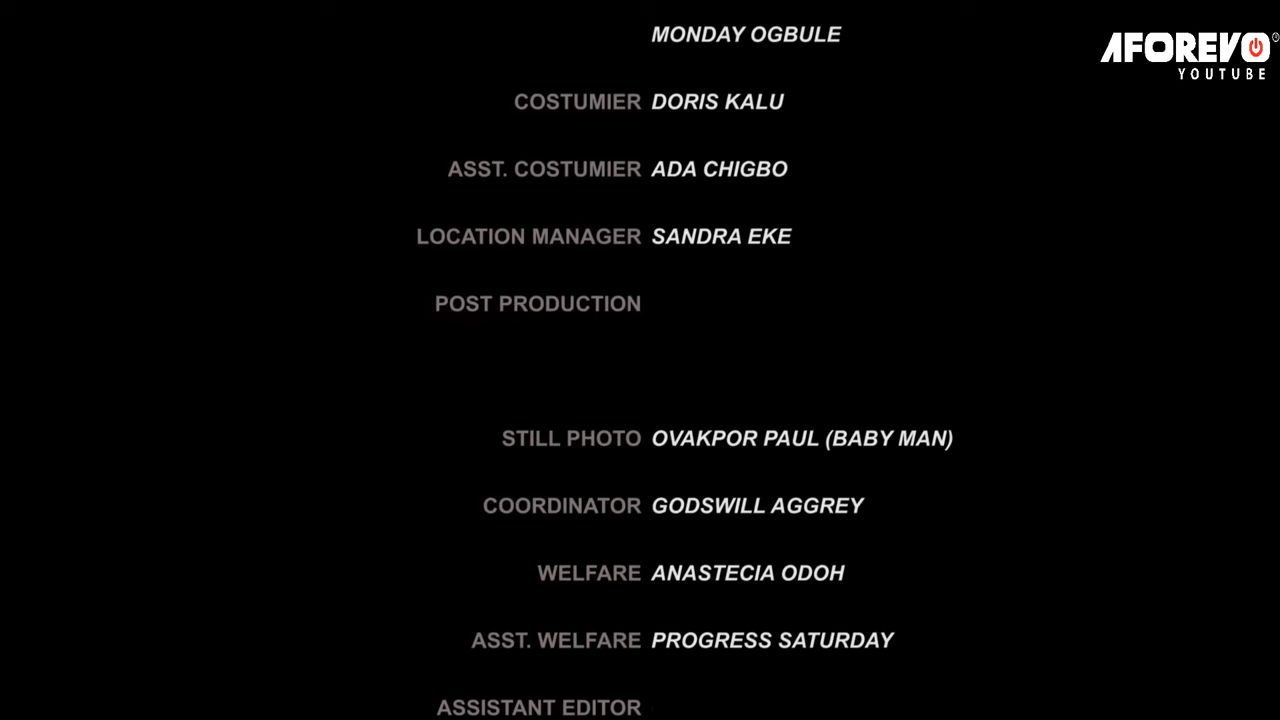 MONDAY OGBULE
AFOREVO
YOUTUBE
COSTUMIER DORIS KALU
ASST. COSTUMIER ADA CHIGBO
LOCATION MANAGER SANDRA EKE
POST PRODUCTION
STILL PHOTO OVAKPOR PAUL (BABY MAN)
COORDINATOR GODSWILL AGGREY
WELFARE ANASTECIA ODOH
ASST. WELFARE PROGRESS SATURDAY
ASSISTANT EDITOR